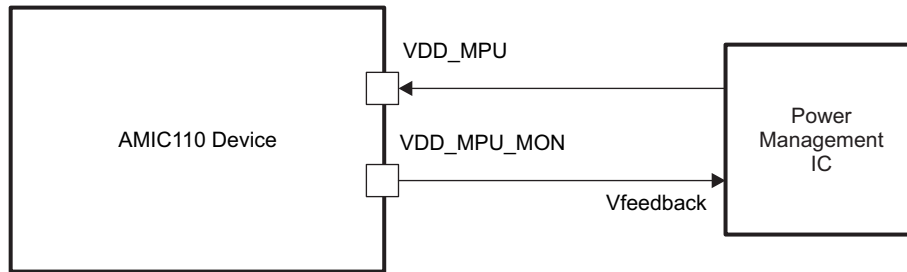 VDD_MPU
AMIC110 Device
VDD_MPU_MON
Vfeedback
Power
Management
IC